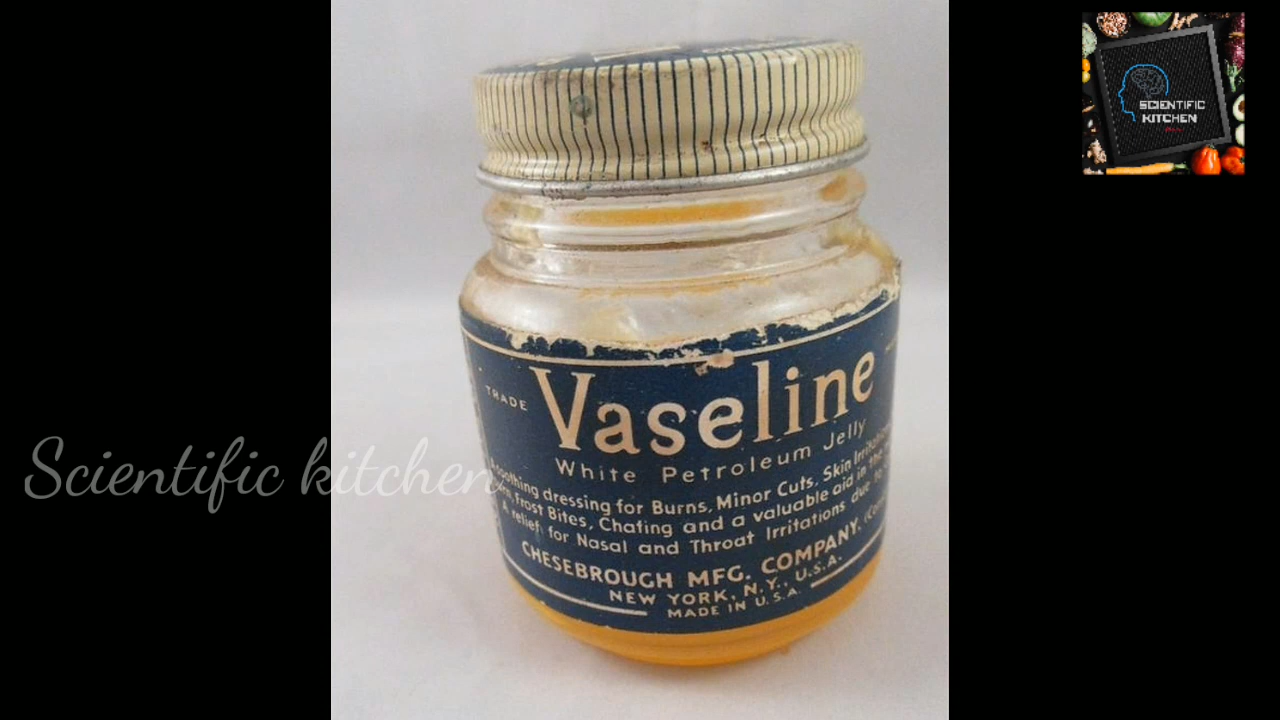 SCIENTIFIC
KITCHEN
TRADE
Vaseline
White Petroleum Jelly
soothing dressing for Burns, Minor Cuts, Skin
Frost Bites, Chafing and a valuable aid in the
A relief for Nasal and Throat Irritations due to
CHESEBROUGH MFG. COMPANY,
NEW YORK, N.Y., U.S.A.
MADE IN U.S.A.
Scientific kitchen